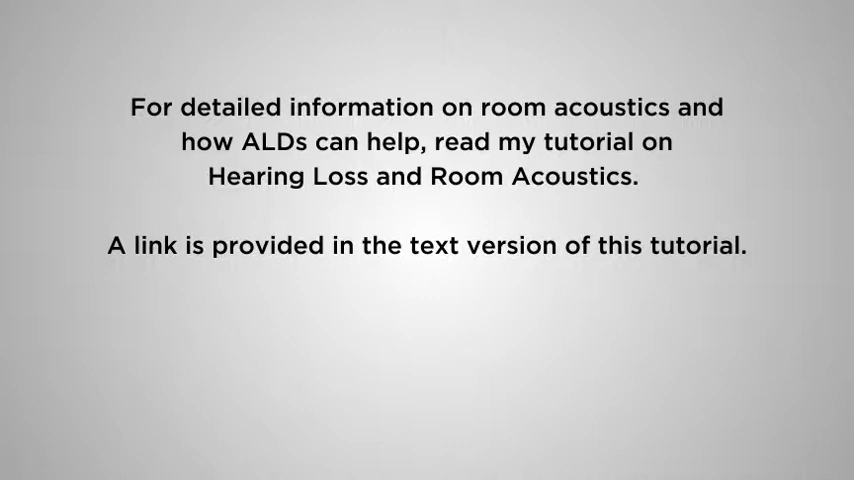 For detailed information on room acoustics and
how ALDs can help, read my tutorial on
Hearing Loss and Room Acoustics.
A link is provided in the text version of this tutorial.